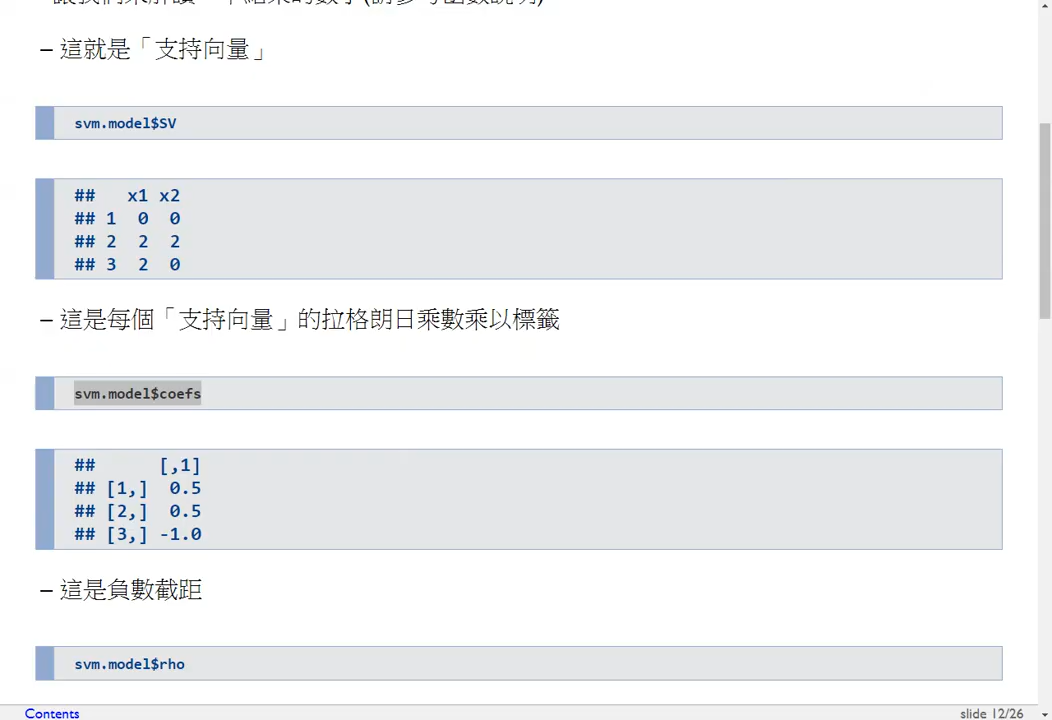 – 這就是「支持向量」
svm.model$SV
##   x1 x2
## 1  0  0
## 2  2  2
## 3  2  0
– 這是每個「支持向量」的拉格朗日乘數乘以標籤
svm.model$coefs
##      [,1]
## [1,]  0.5
## [2,]  0.5
## [3,] -1.0
– 這是負數截距
svm.model$rho
Contents
slide 12/26